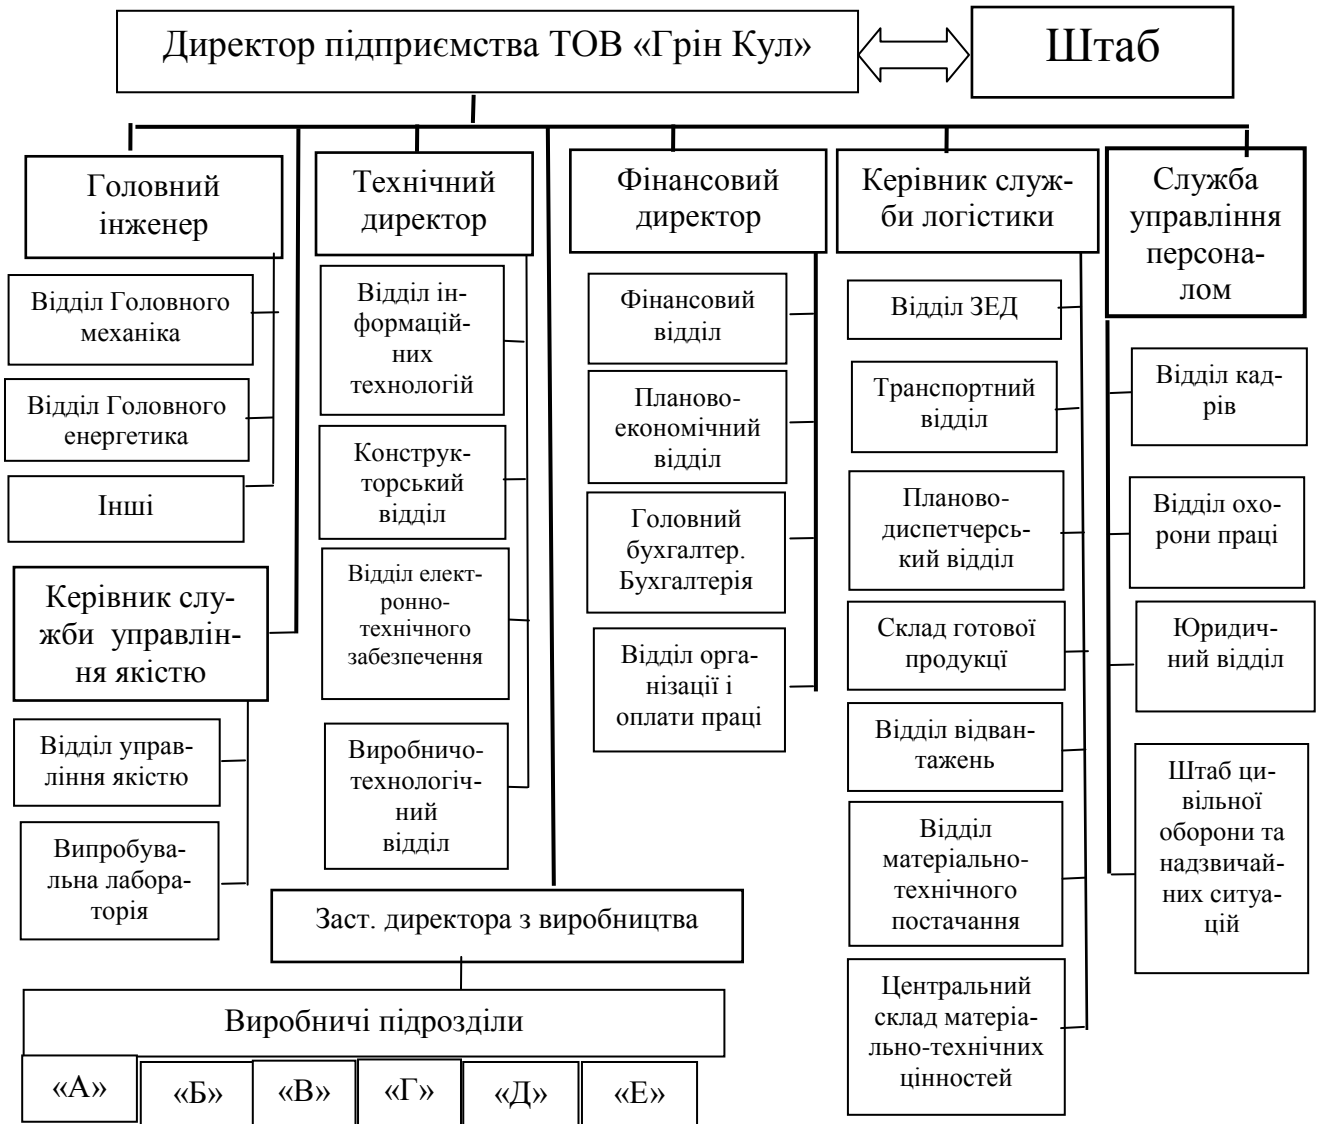 Директор підприємства ТОВ «Грін Кул»
Штаб
Головний
інженер
Відділ Головного
механіка
Відділ Головного
енергетика
Інші
Керівник слу-
жби управлін-
ня якістю
Відділ управ-
ління якістю
Випробува-
льна лабора-
торія
Технічний
директор
Відділ ін-
формацій-
них
технологій
Конструк-
торський
відділ
Відділ елект-
ронно-
технічного
забезпечення
Виробничо-
технологіч-
ний
відділ
Фінансовий
директор
Фінансовий
відділ
Планово-
економічний
відділ
Головний
бухгалтер.
Бухгалтерія
Відділ орга-
нізації і
оплати праці
Керівник служ-
би логістики
Відділ ЗЕД
Транспортний
відділ
Планово-
диспетчерсь-
кий відділ
Склад готової
продукції
Відділ відван-
тажень
Відділ
матеріально-
технічного
постачання
Центральний
склад матеріа-
льно-технічних
цінностей
Служба
управління
персона-
лом
Відділ кад-
рів
Відділ охо-
рони праці
Юридич-
ний відділ
Штаб ци-
вільної
оборони та
надзвичай-
них ситуа-
цій
Заст. директора з виробництва
Виробничі підрозділи
«А» «Б» «В» «Г» «Д» «Е»